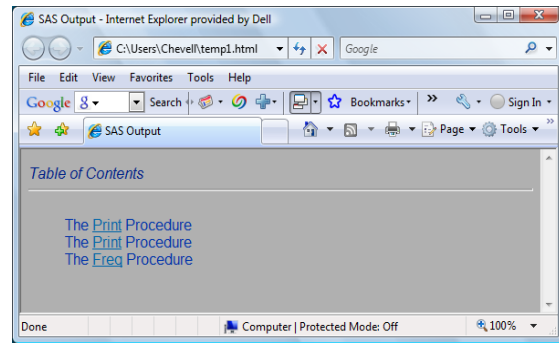 SAS Output - Internet Explorer provided by Dell
C:\Users\Chevell\temp1.html Google
File Edit View Favorites Tools Help
Google g Search Bookmarks » Sign In
SAS Output Page Tools »
Table of Contents
The Print Procedure
The Print Procedure
The Freq Procedure
Done Computer | Protected Mode: Off 100%